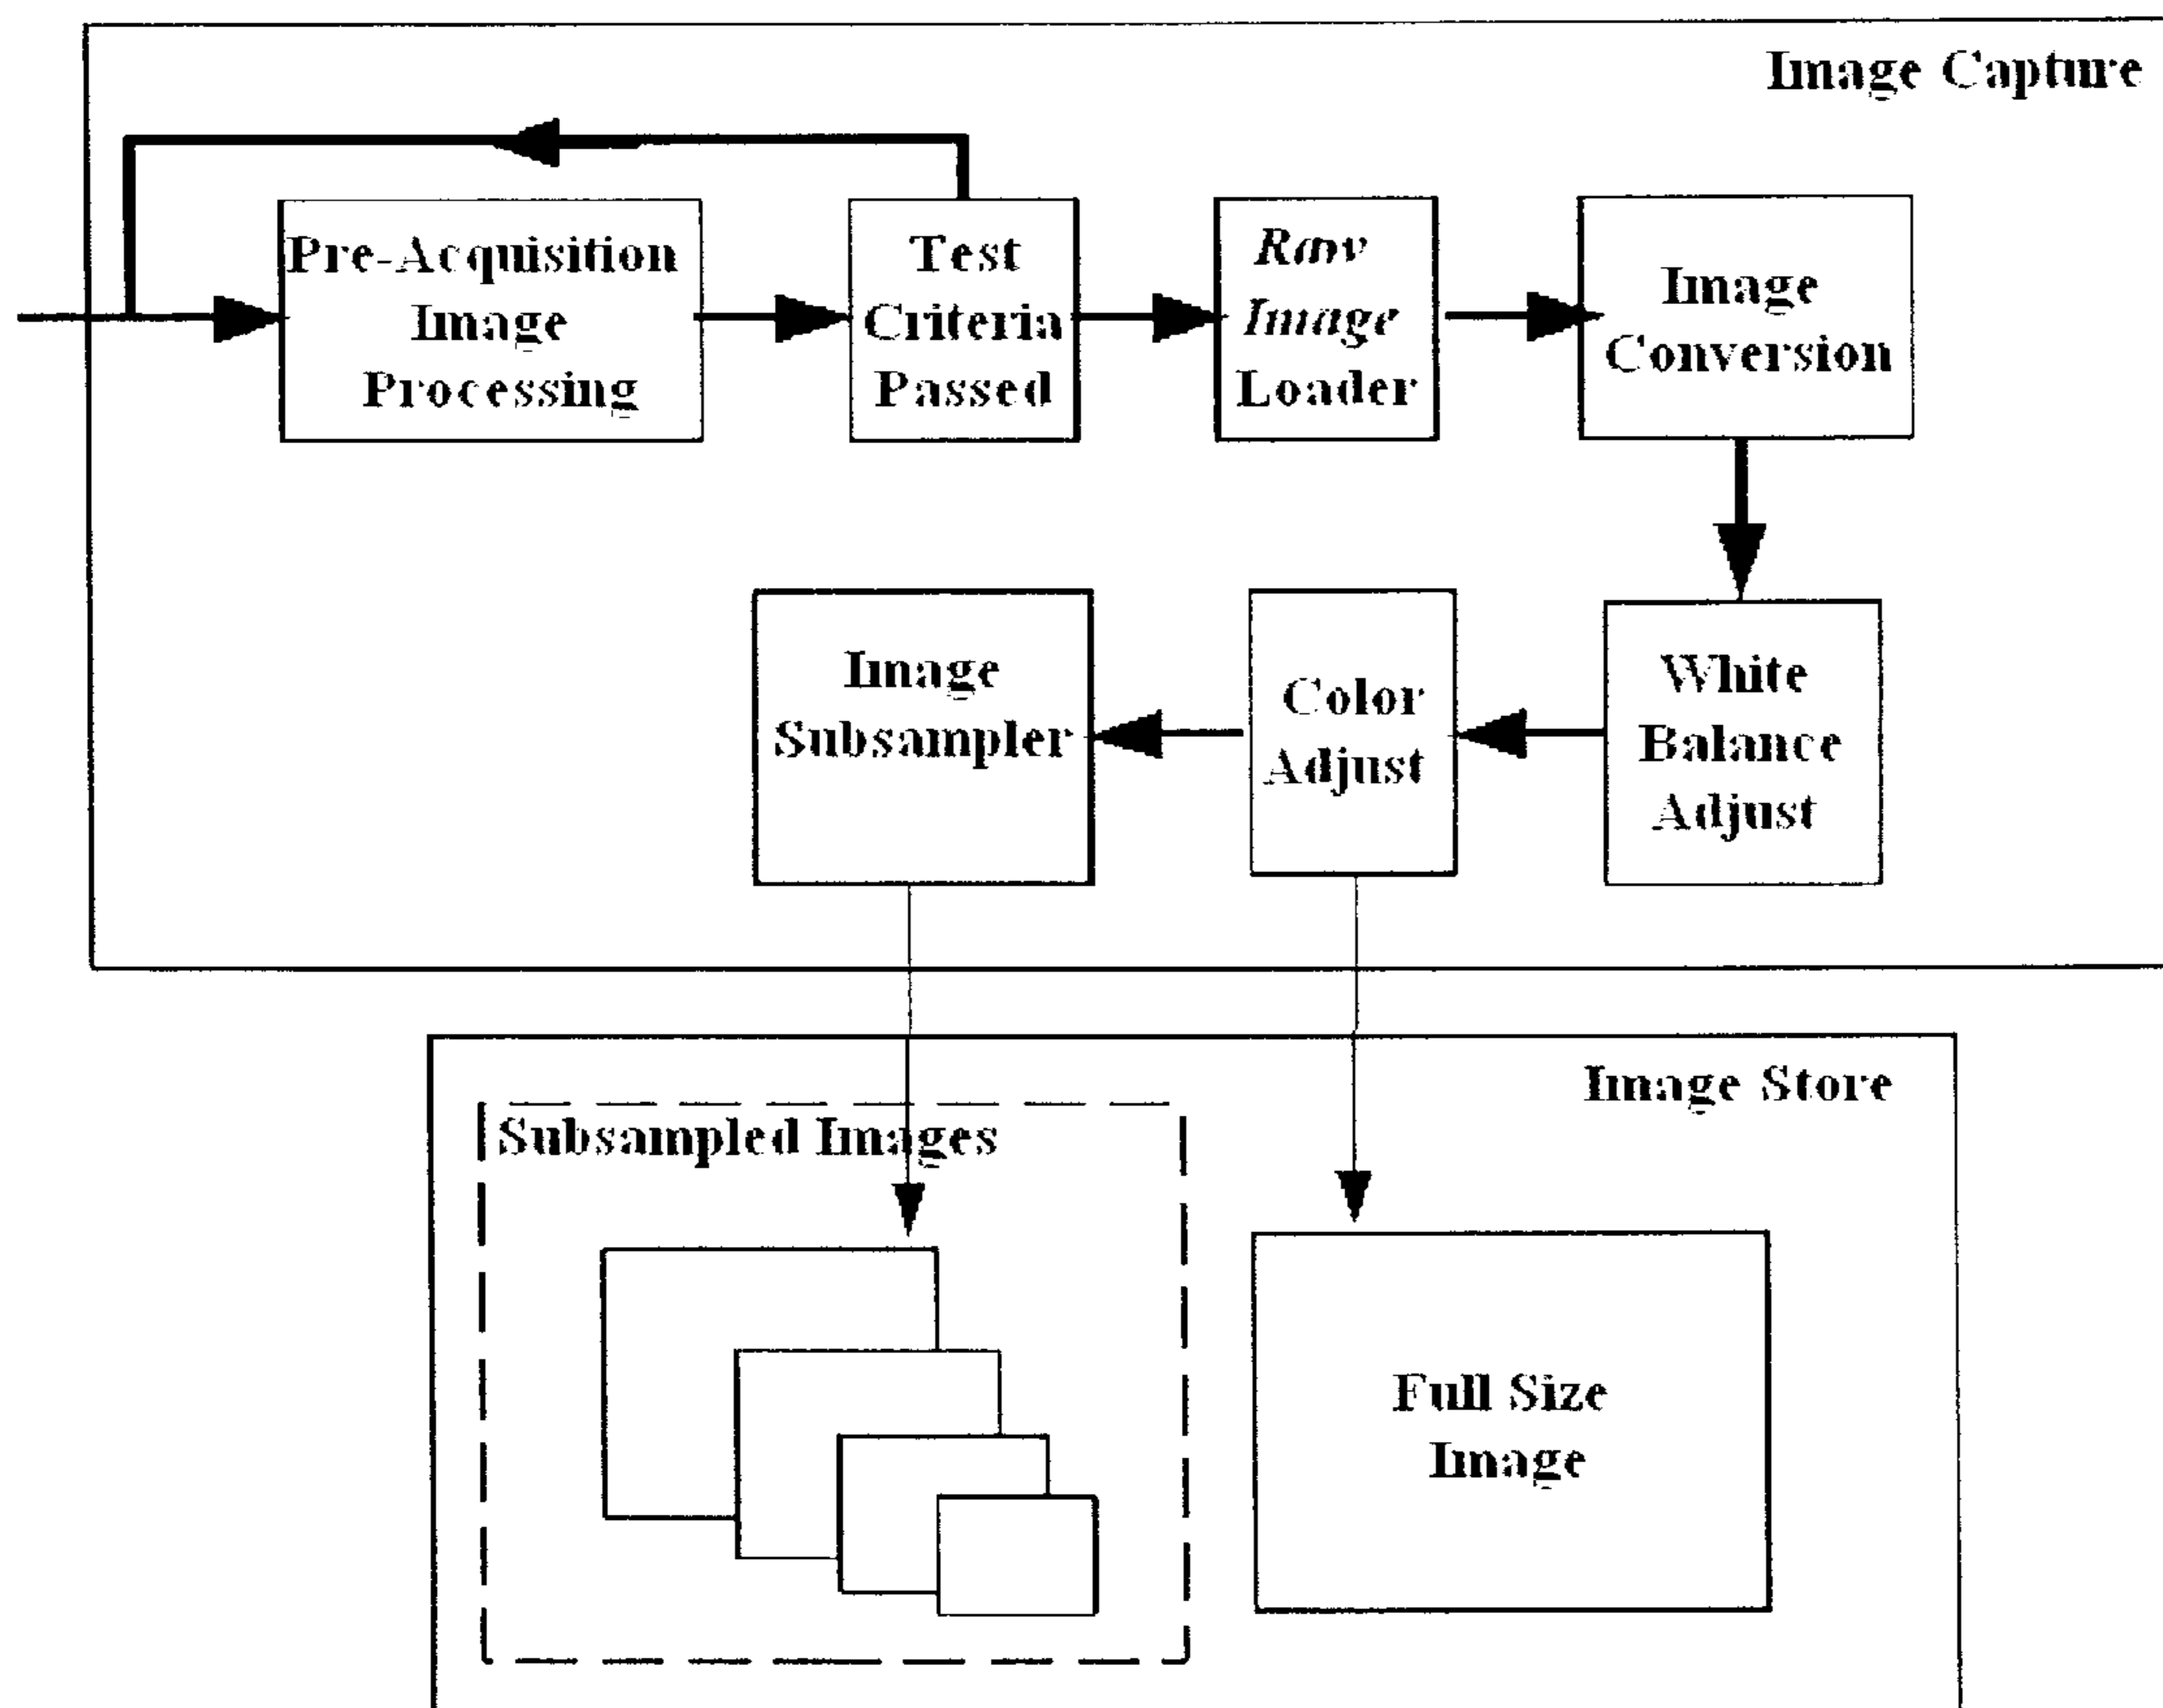 Image Capture
Pre-Acquisition
Image
Processing
Test
Criteria
Passed
Raw
Image
Loader
Image
Conversion
Image
Subsampler
Color
Adjust
White
Balance
Adjust
Image Store
Subsampled Images
Full Size
Image